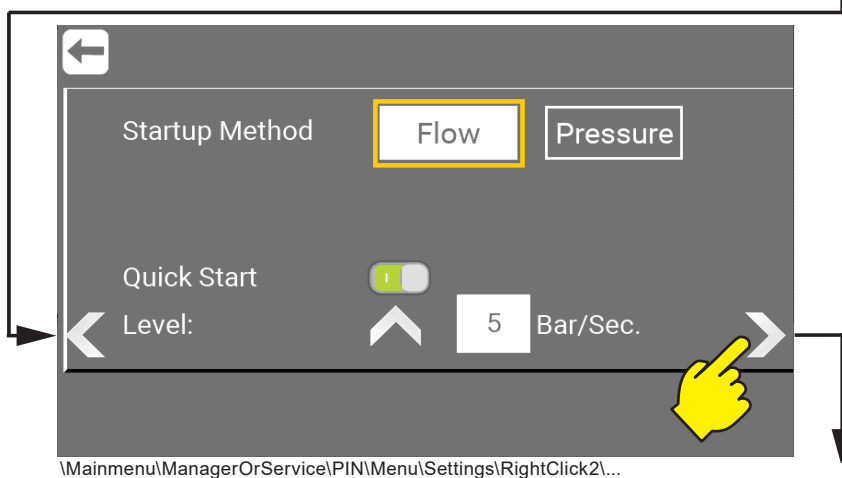 Startup Method Flow Pressure
Quick Start I
Level: 5 Bar/Sec.
\Mainmenu\ManagerOrService\PIN\Menu\Settings\RightClick2\...